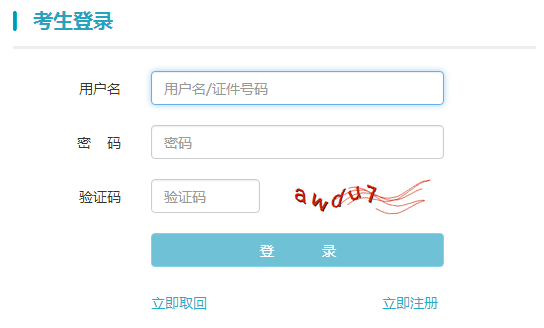 考生登录
用户名 用户名/证件号码
密 码 密码
验证码 验证码 awdu7
登 录
立即取回 立即注册